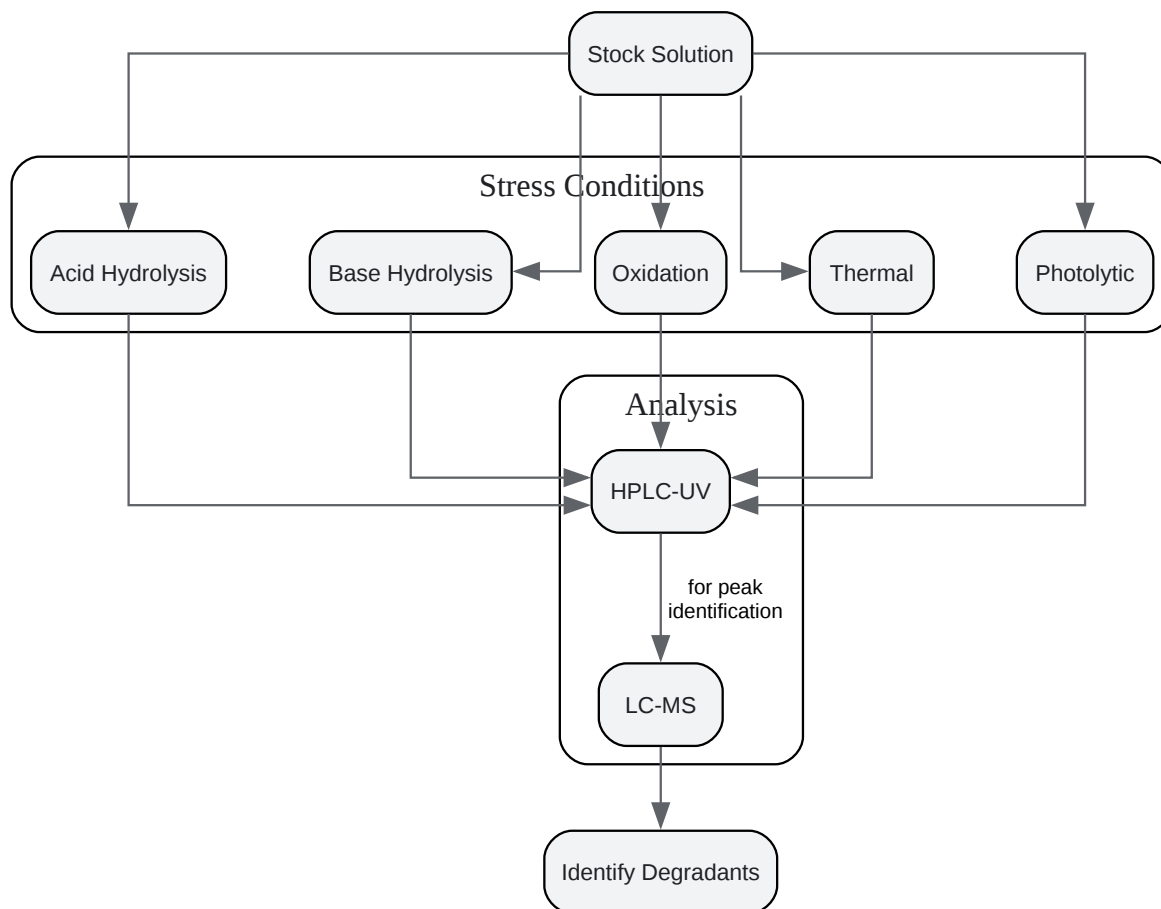 Stock Solution
Stress Conditions
Acid Hydrolysis
Base Hydrolysis
Oxidation
Thermal
Photolytic
Analysis
HPLC-UV
for peak
identification
LC-MS
Identify Degradants